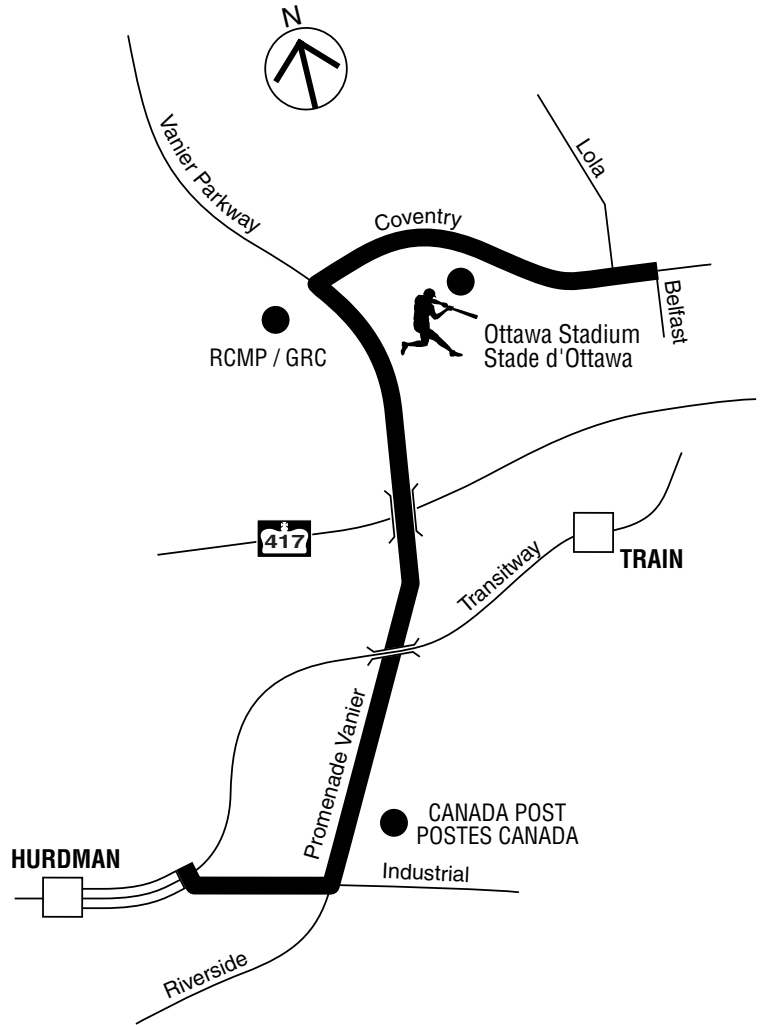 N
Vanier Parkway
Lola
Coventry
Belfast
Ottawa Stadium
Stade d'Ottawa
RCMP / GRC
417
TRAIN
Transitway
Promenade Vanier
CANADA POST
POSTES CANADA
HURDMAN
Industrial
Riverside